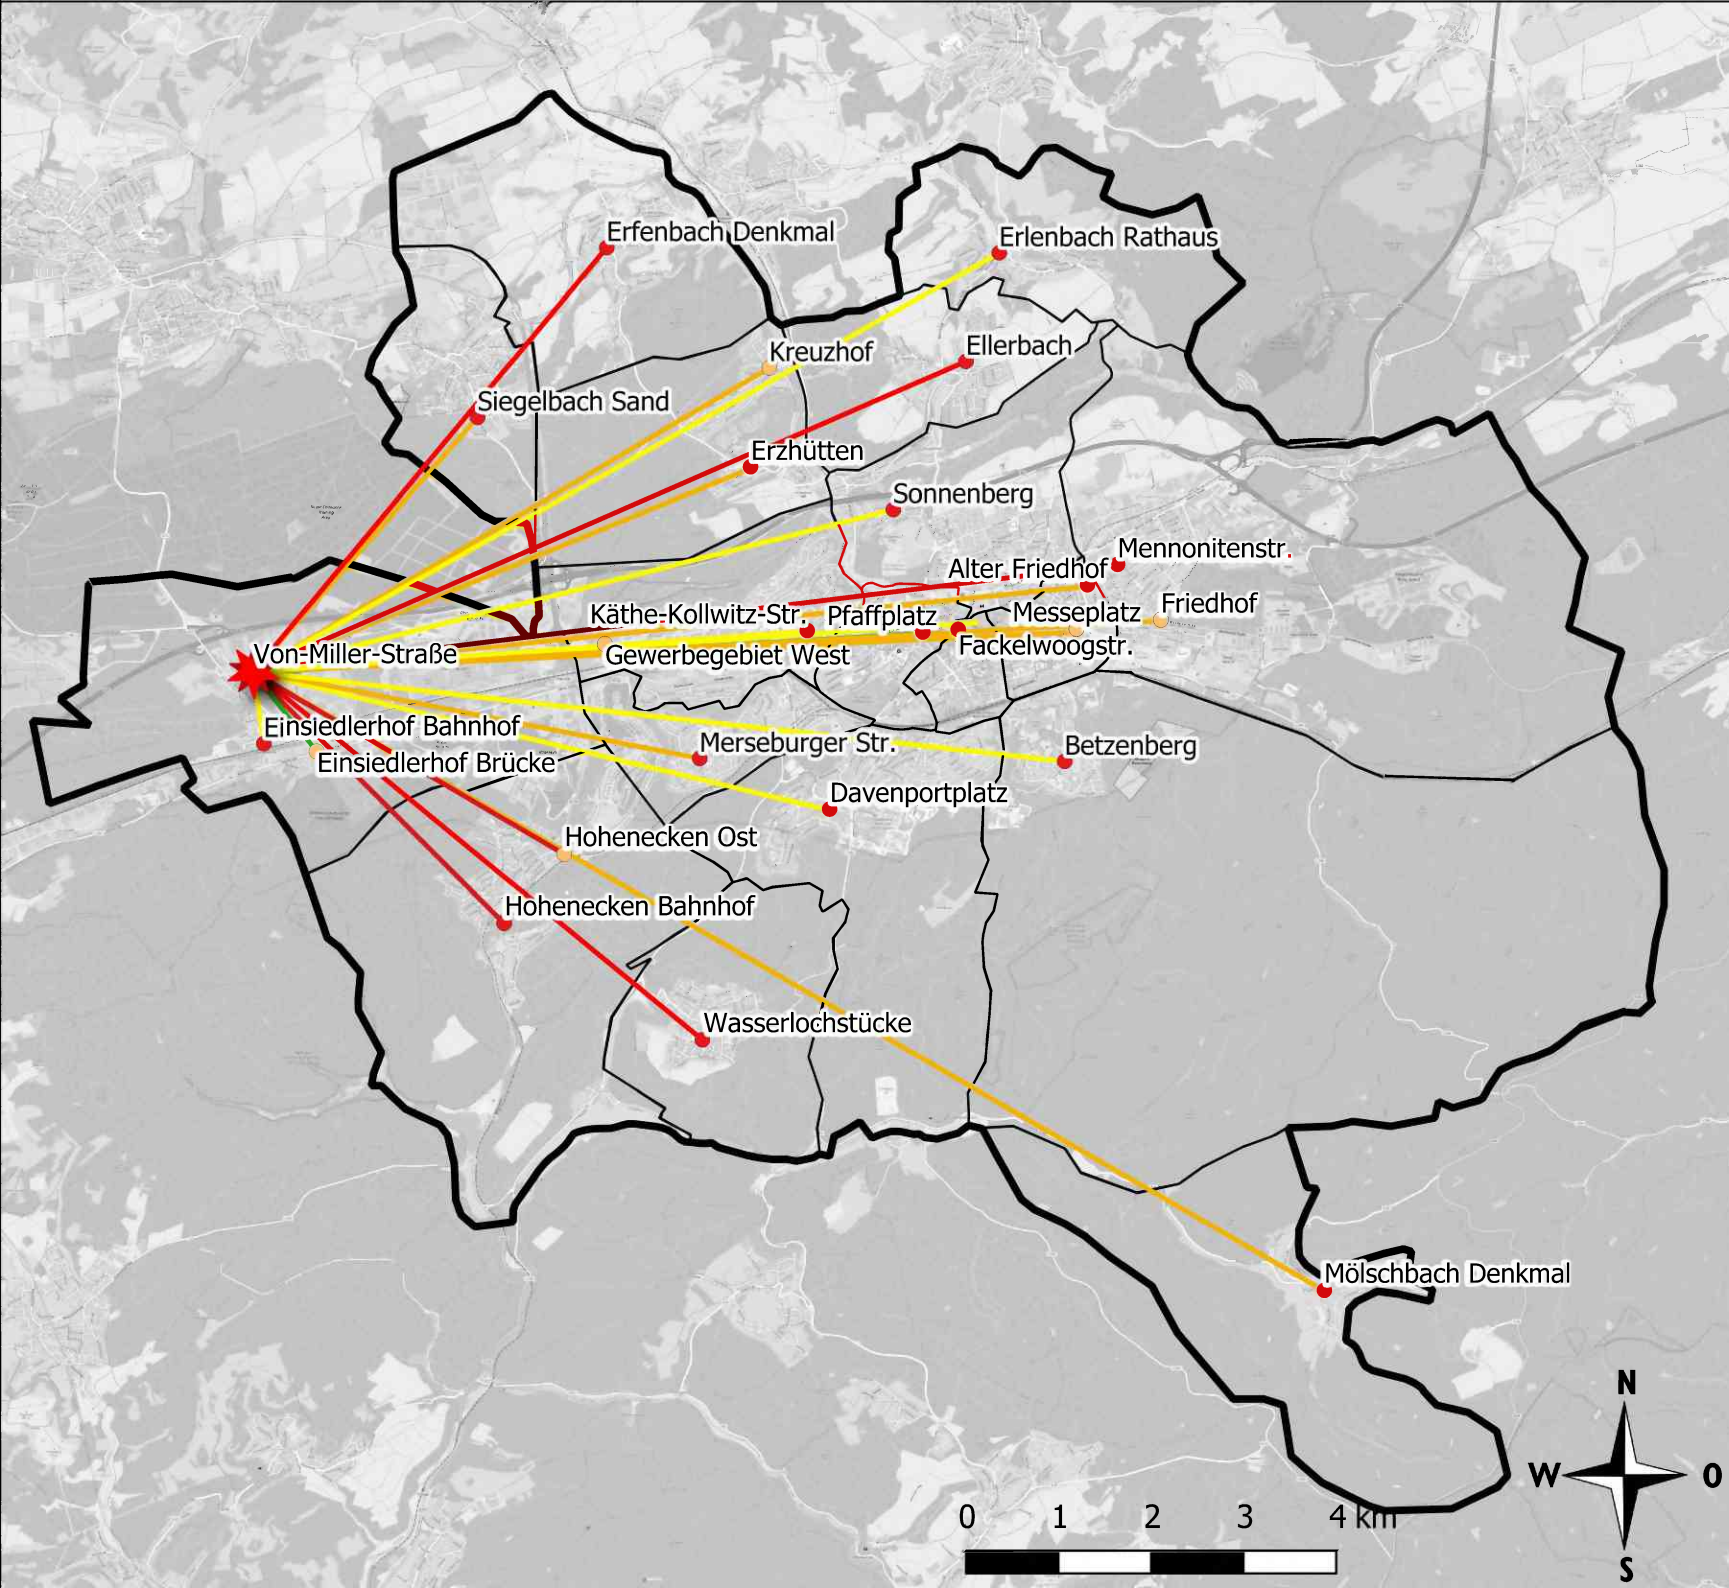 Erfenbach Denkmal
Erlenbach Rathaus
Kreuzhof
Ellerbach
Siegelbach Sand
Erzhütten
Sonnenberg
Mennonitenstr.
Alter Friedhof
Friedhof
Käthe-Kollwitz-Str.
Pfaffplatz
Messeplatz
Fackelwoogstr.
Von-Miller-Straße
Gewerbegebiet West
Einsiedlerhof Bahnhof
Merseburger Str.
Betzenberg
Einsiedlerhof Brücke
Davenportplatz
Hohenecken Ost
Hohenecken Bahnhof
Wasserlochstücke
Mölschbach Denkmal
N
W
O
S
0 1 2 3 4 km